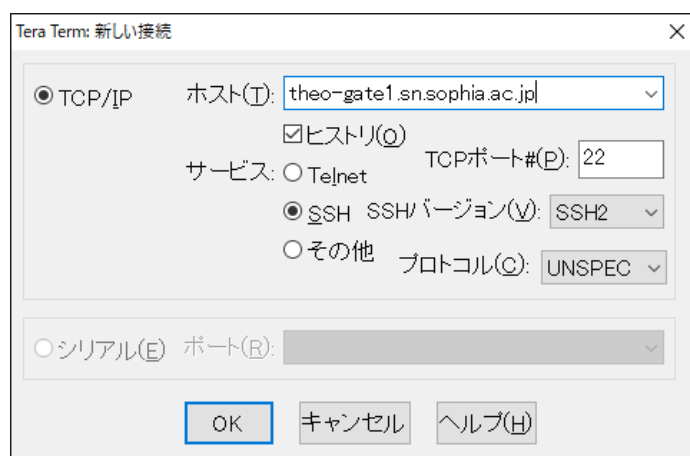 Tera Term: 新しい接続
TCP/IP ホスト(T): theo-gate1.sn.sophia.ac.jp
ヒストリ(O)
サービス: Telnet TCPポート#(P): 22
SSH SSHバージョン(V): SSH2
その他 プロトコル(C): UNSPEC
シリアル(E) ポート(R):
OK キャンセル ヘルプ(H)